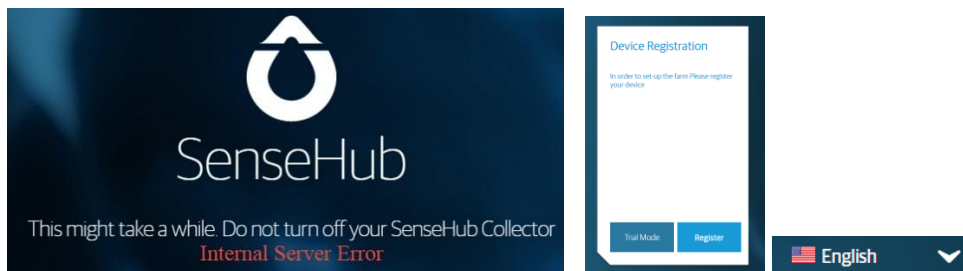 SenseHub
This might take a while. Do not turn off your SenseHub Collector
Internal Server Error
Device Registration
In order to set-up the farm Please register
your device
Trial Mode
Register
English